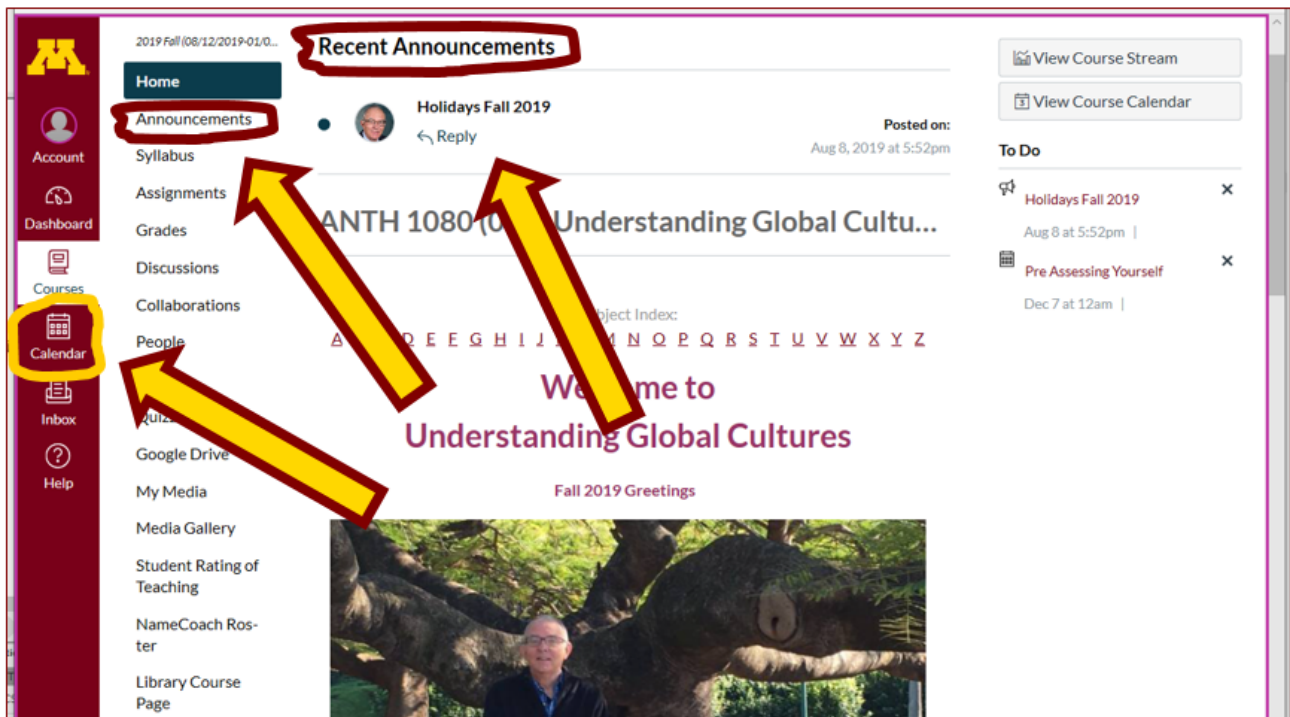 M
Account
Dashboard
Courses
Calendar
Inbox
Help
2019 Fall (08/12/2019-01/0...
Home
Announcements
Syllabus
Assignments
Grades
Discussions
Collaborations
People
Google Drive
My Media
Media Gallery
Student Rating of
Teaching
NameCoach Ros-
ter
Library Course
Page
Recent Announcements
Holidays Fall 2019
Reply
Posted on:
Aug 8, 2019 at 5:52pm
ANTH 1080 Understanding Global Cultu...
Index:
A D E F G H I J M N O P Q R S T U V W X Y Z
Welcome to
Understanding Global Cultures
Fall 2019 Greetings
View Course Stream
View Course Calendar
To Do
Holidays Fall 2019
Aug 8 at 5:52pm |
Pre Assessing Yourself
Dec 7 at 12am |